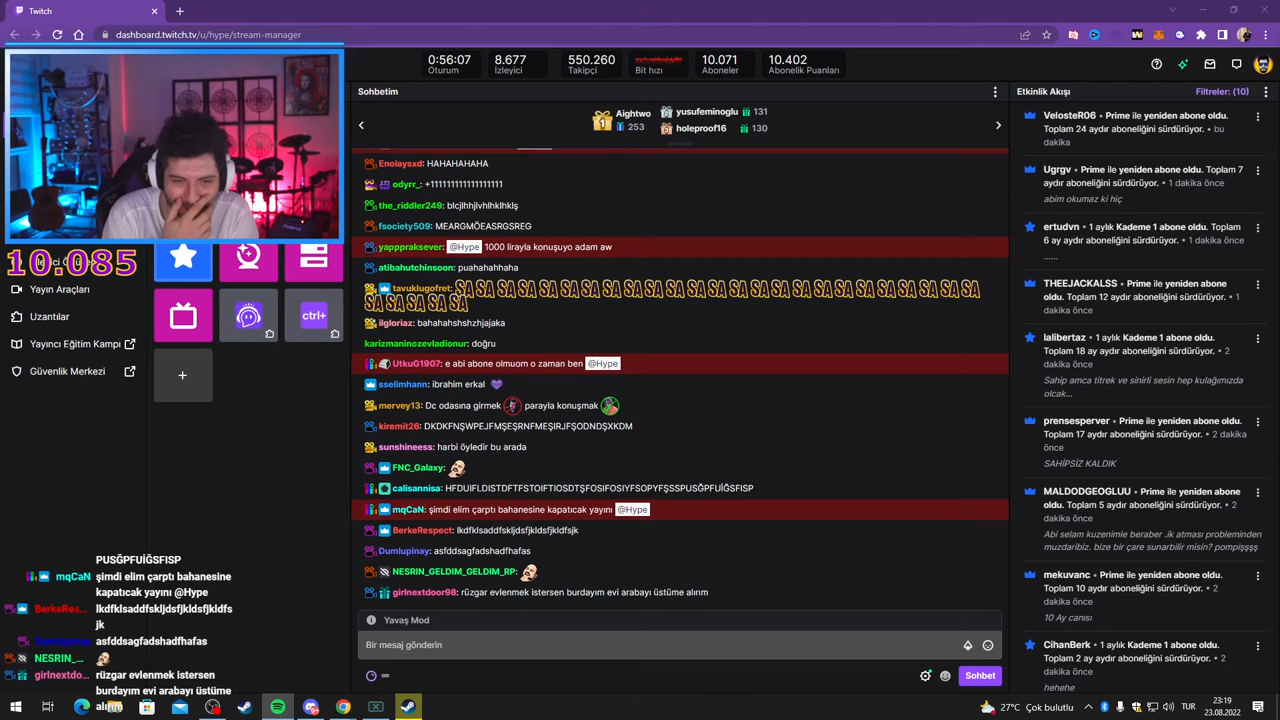 Twitch
dashboard.twitch.tv/u/hype/stream-manager
0:56:07
Oturum
8.677
İzleyici
550.260
Takipçi
Bit hızı
10.071
Aboneler
10.402
Abonelik Puanları
10.085
Yayın Araçları
Uzantılar
Yayıncı Eğitim Kampı
Güvenlik Merkezi
ctrl+
Sohbetim
1
Aightwo
253
yusufeminoglu 131
holeproof16 130
Enolaysxd: HAHAHAHAHA
odyrr_: +1111111111111111111
the_riddler249: blcjlhhjlvhllhklhklş
fsociety509: MEARGMÖEASRGSREG
yapppraksever: @Hype 1000 lirayla konuşuyo adam aw
atibahutchinsoon: puahahahhaha
tavuklugofret: SA SA SA SA SA SA SA SA SA SA SA SA SA SA SA SA SA SA SA SA SA SA SA SA SA
SA SA SA SA SA
ilgloriaz: bahahahshshzhjajaka
karizmaninozevladionur: doğru
UtkuG1907: e abi abone olmuom o zaman ben @Hype
sselimhann: ibrahim erkal
mervey13: Dc odasına girmek parayla konuşmak
kiremit26: DKDKFNŞWPEJFMŞEŞRNFMEŞIRJFŞODNDŞXKDM
sunshineess: harbi öyledir bu arada
FNC_Galaxy:
calisannisa: HFDUIFLDISTDFTFSTOIFTIOSDTŞFOSIFOSIYFSOPYFŞSSPUSĞPFUİĞŞFISP
mqCaN: şimdi elim çarptı bahanesine kapatıcak yayını @Hype
BerkeRespect: lkdfklsaddfskljdsfjkldsfjkldfsjk
Dumlupinay: asfddsagfadshadfhafas
NESRIN_GELDIM_GELDIM_RP:
girlnextdoor98: rüzgar evlenmek istersen burdayım evi arabayı üstüme alırım
Yavaş Mod
Bir mesaj gönderin
Sohbet
PUSĞPFUİĞŞFISP
mqCaN şimdi elim çarptı bahanesine
kapatıcak yayını @Hype
BerkeRes... lkdfklsaddfskljdsfjkldsfjkldfs
jk
asfddsagfadshadfhafas
NESRIN_...
girlnextdo... rüzgar evlenmek istersen
burdayım evi arabayı üstüme
alırım
Etkinlik Akışı
Filtreler: (10)
VelosteR06 • Prime ile yeniden abone oldu.
Toplam 24 aydır aboneliğini sürdürüyor. • bu
dakika
Ugrgv • Prime ile yeniden abone oldu. Toplam 7
aydır aboneliğini sürdürüyor. • 1 dakika önce
abim okumaz ki hiç
ertudvn • 1 aylık Kademe 1 abone oldu. Toplam
6 ay aydır aboneliğini sürdürüyor. • 1 dakika önce
......
THEEJACKALSS • Prime ile yeniden abone
oldu. Toplam 12 aydır aboneliğini sürdürüyor. • 1
dakika önce
lalibertaz • 1 aylık Kademe 1 abone oldu.
Toplam 18 ay aydır aboneliğini sürdürüyor. • 2
dakika önce
Sahip amca titrek ve sinirli sesin hep kulağımızda
olcak...
prensesperver • Prime ile yeniden abone oldu.
Toplam 17 aydır aboneliğini sürdürüyor. • 2 dakika
önce
SAHİPSİZ KALDIK
MALDODGEOGLUU • Prime ile yeniden abone
oldu. Toplam 5 aydır aboneliğini sürdürüyor. • 2
dakika önce
Abi selam kuzenimle beraber .ik atması probleminden
muzdaribiz. bize bir çare sunarbilir misin? pompişşşş
mekuvanc • Prime ile yeniden abone oldu.
Toplam 10 aydır aboneliğini sürdürüyor. • 2
dakika önce
10 Ay canısı
CihanBerk • 1 aylık Kademe 1 abone oldu.
Toplam 2 ay aydır aboneliğini sürdürüyor. • 2
dakika önce
hehehe
27°C Çok bulutlu
TUR
23:19
23.08.2022